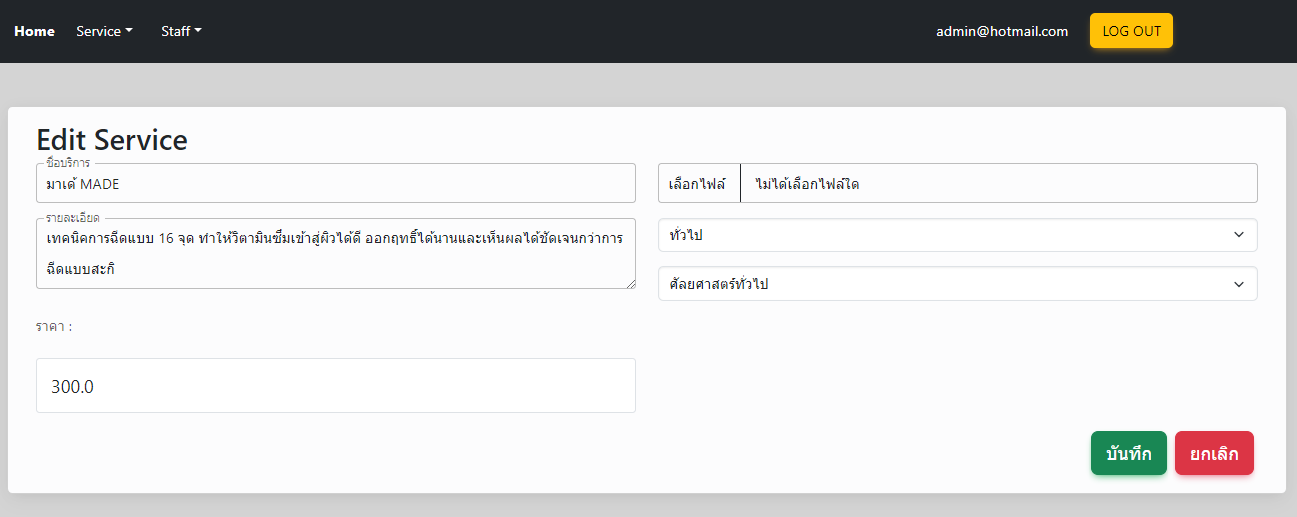 Home Service Staff admin@hotmail.com LOG OUT
Edit Service
ชื่อบริการ
มาเด้ MADE
เลือกไฟล์ ไม่ได้เลือกไฟล์ใด
รายละเอียด
เทคนิคการฉีดแบบ 16 จุด ทำให้วิตามินซึมเข้าสู่ผิวได้ดี ออกฤทธิ์ได้นานและเห็นผลได้ชัดเจนกว่าการ
ฉีดแบบสะกิ
ทั่วไป
ศัลยศาสตร์ทั่วไป
ราคา :
300.0
บันทึก ยกเลิก